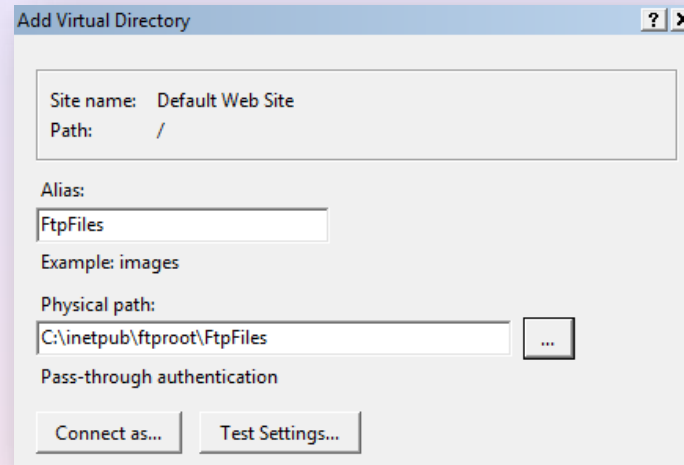 Add Virtual Directory ? X
Site name: Default Web Site
Path: /
Alias:
FtpFiles
Example: images
Physical path:
C:\inetpub\ftproot\FtpFiles ...
Pass-through authentication
Connect as... Test Settings...